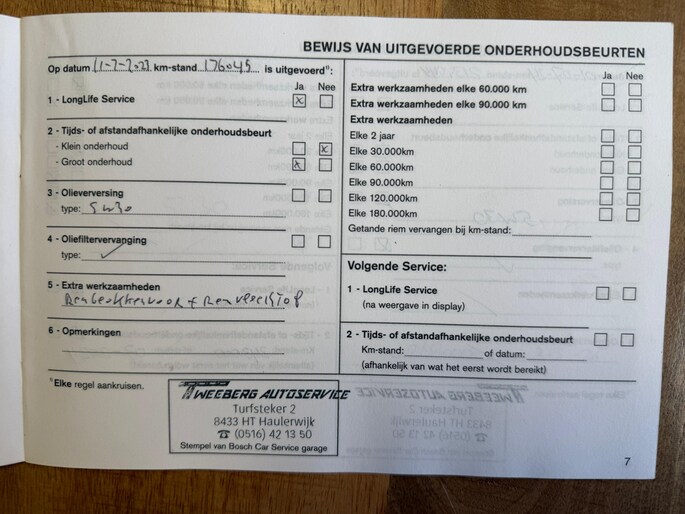 BEWIJS VAN UITGEVOERDE ONDERHOUDSBEURTEN
Op datum 11-7-2023 km-stand 176045 is uitgevoerd¹⁾:
Ja Nee
1 - LongLife Service
2 - Tijds- of afstandafhankelijke onderhoudsbeurt
- Klein onderhoud
- Groot onderhoud
3 - Olieverversing
type: 5w30
4 - Oliefiltervervanging
type: ✓
5 - Extra werkzaamheden
Remblokken voor + Remvloeistof
6 - Opmerkingen
¹⁾ Elke regel aankruisen.
TWEEBERG AUTOSERVICE
Turfsteker 2
8433 HT Haulerwijk
☎ (0516) 42 13 50
Stempel van Bosch Car Service garage
Ja Nee
Extra werkzaamheden elke 60.000 km
Extra werkzaamheden elke 90.000 km
Extra werkzaamheden
Elke 2 jaar
Elke 30.000km
Elke 60.000km
Elke 90.000km
Elke 120.000km
Elke 180.000km
Getande riem vervangen bij km-stand:
Volgende Service:
1 - LongLife Service
(na weergave in display)
2 - Tijds- of afstandafhankelijke onderhoudsbeurt
Km-stand: of datum:
(afhankelijk van wat het eerst wordt bereikt)
7